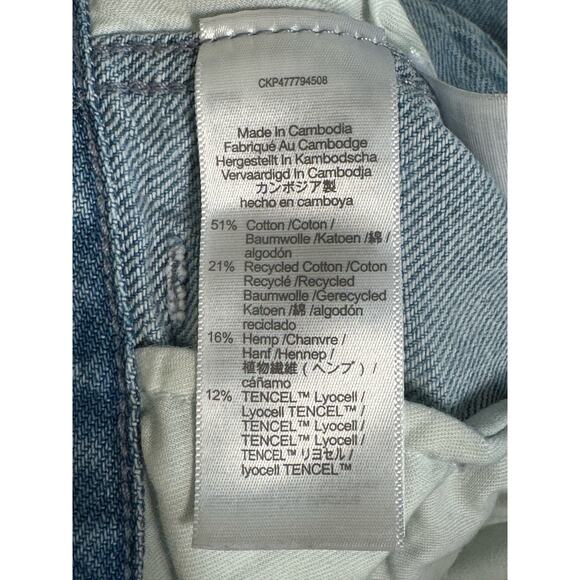 CKP477794508
Made In Cambodia
Fabriqué Au Cambodge
Hergestellt In Kambodscha
Vervaardigd In Cambodja
カンボジア製
hecho en camboya
51% Cotton /Coton /
Baumwolle /Katoen /綿 /
algodón
21% Recycled Cotton /Coton
Recyclé /Recycled
Baumwolle /Gerecycled
Katoen /綿 /algodón
reciclado
16% Hemp /Chanvre /
Hanf /Hennep /
植物繊維 (ヘンプ) /
cáñamo
12% TENCEL™ Lyocell /
Lyocell TENCEL™ /
TENCEL™ Lyocell /
TENCEL™ Lyocell /
TENCEL™ リヨセル /
lyocell TENCEL™